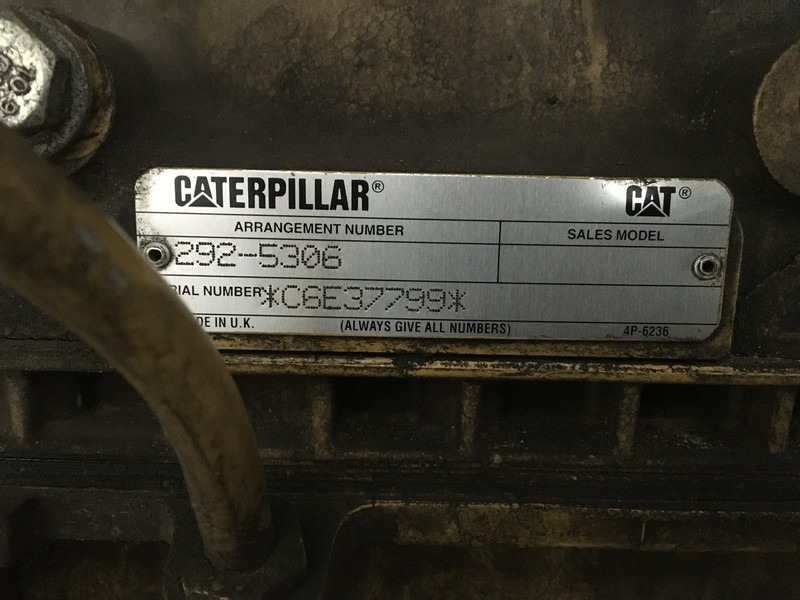 CATERPILLAR® CAT®
ARRANGEMENT NUMBER SALES MODEL
292-5306
RIAL NUMBER *C6E37799*
DE IN U.K. (ALWAYS GIVE ALL NUMBERS) 4P-6236